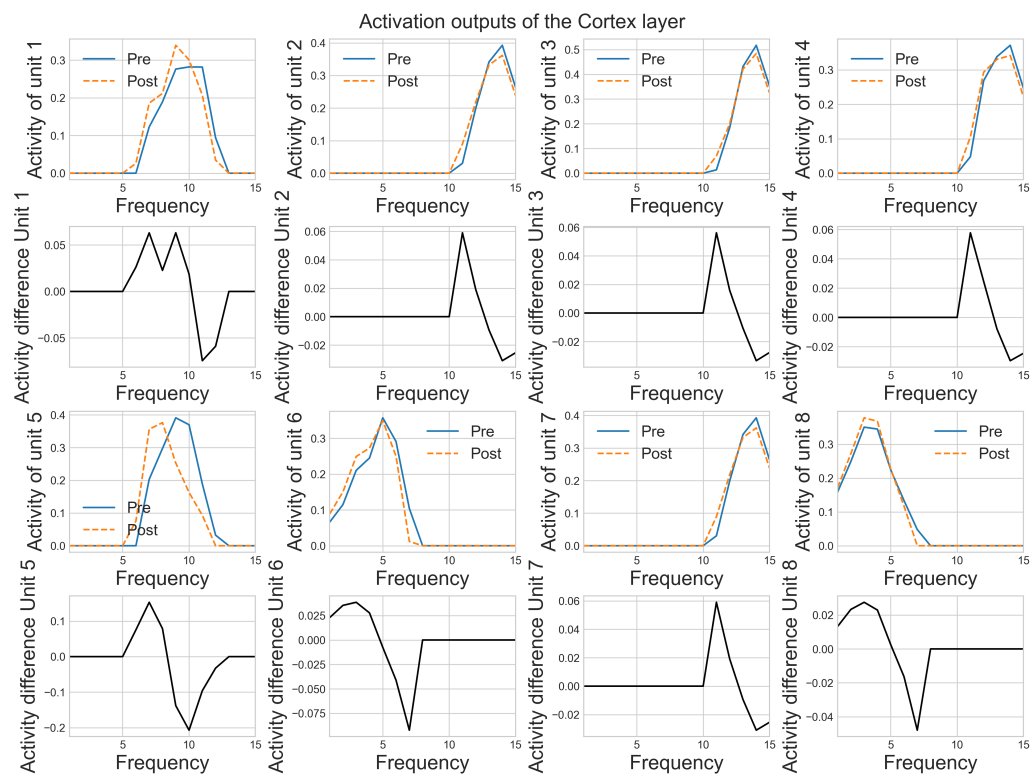 Activation outputs of the Cortex layer
Activity of unit 1
0.3
0.2
0.1
0.0
Pre
Post
5
10
15
Frequency
Activity of unit 2
0.4
0.3
0.2
0.1
0.0
Pre
Post
5
10
15
Frequency
Activity of unit 3
0.5
0.4
0.3
0.2
0.1
0.0
Pre
Post
5
10
15
Frequency
Activity of unit 4
0.3
0.2
0.1
0.0
Pre
Post
5
10
15
Frequency
Activity difference Unit 1
0.05
0.00
−0.05
5
10
15
Frequency
Activity difference Unit 2
0.06
0.04
0.02
0.00
−0.02
5
10
15
Frequency
Activity difference Unit 3
0.06
0.04
0.02
0.00
−0.02
5
10
15
Frequency
Activity difference Unit 4
0.06
0.04
0.02
0.00
−0.02
5
10
15
Frequency
Activity of unit 5
0.4
0.3
0.2
0.1
0.0
Pre
Post
5
10
15
Frequency
Activity of unit 6
0.3
0.2
0.1
0.0
Pre
Post
5
10
15
Frequency
Activity of unit 7
0.4
0.3
0.2
0.1
0.0
Pre
Post
5
10
15
Frequency
Activity of unit 8
0.3
0.2
0.1
0.0
Pre
Post
5
10
15
Frequency
Activity difference Unit 5
0.1
0.0
−0.1
−0.2
5
10
15
Frequency
Activity difference Unit 6
0.025
0.000
−0.025
−0.050
−0.075
5
10
15
Frequency
Activity difference Unit 7
0.06
0.04
0.02
0.00
−0.02
5
10
15
Frequency
Activity difference Unit 8
0.02
0.00
−0.02
−0.04
5
10
15
Frequency